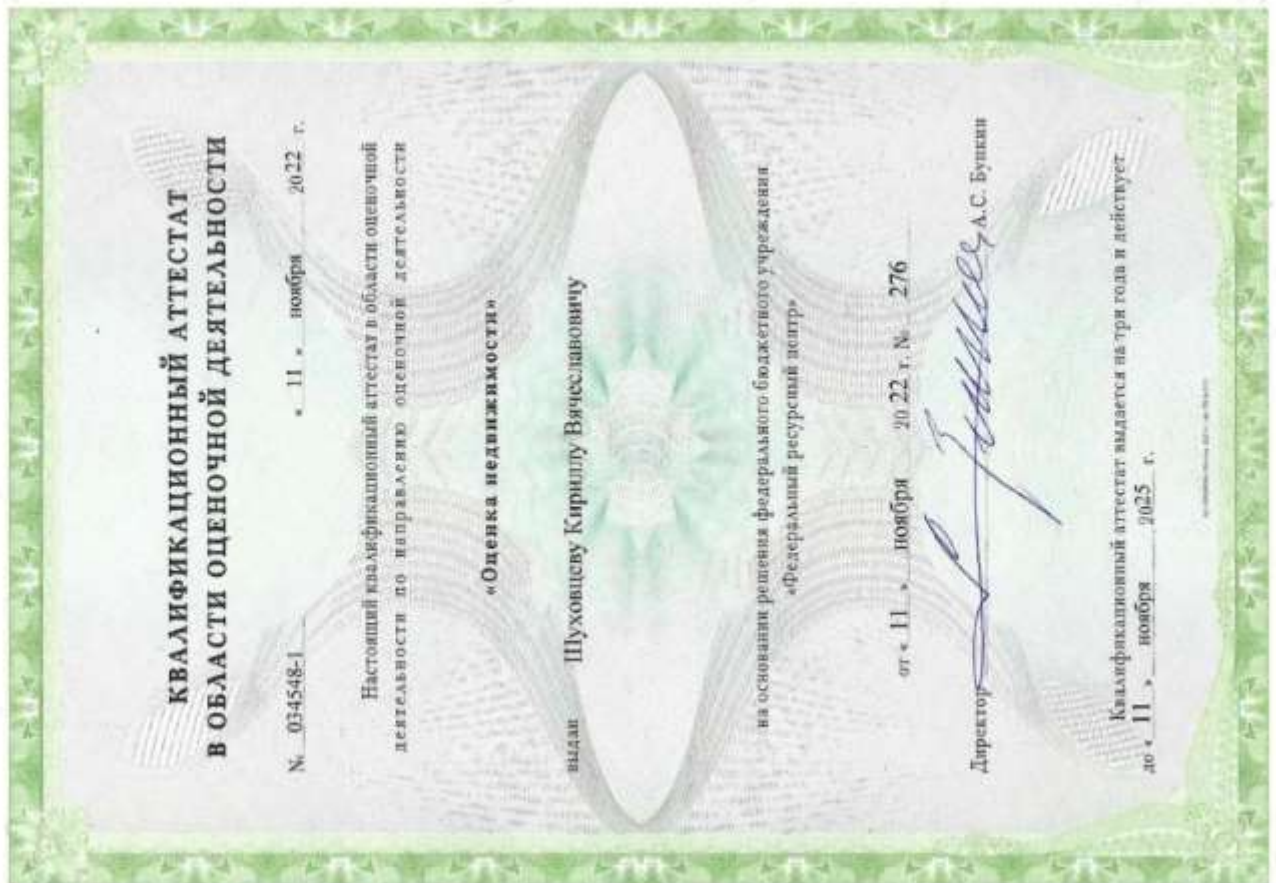 КВАЛИФИКАЦИОННЫЙ АТТЕСТАТ
В ОБЛАСТИ ОЦЕНОЧНОЙ ДЕЯТЕЛЬНОСТИ
№ 034548-1 « 11 » ноября 2022 г.
Настоящий квалификационный аттестат в области оценочной
деятельности по направлению оценочной деятельности
«Оценка недвижимости»
выдан Шуховцеву Кириллу Вячеславовичу
на основании решения федерального бюджетного учреждения
«Федеральный ресурсный центр»
от « 11 » ноября 20 22 г. № 276
Директор А.С. Бункин
Квалификационный аттестат выдается на три года и действует
до « 11 » ноября 2025 г.